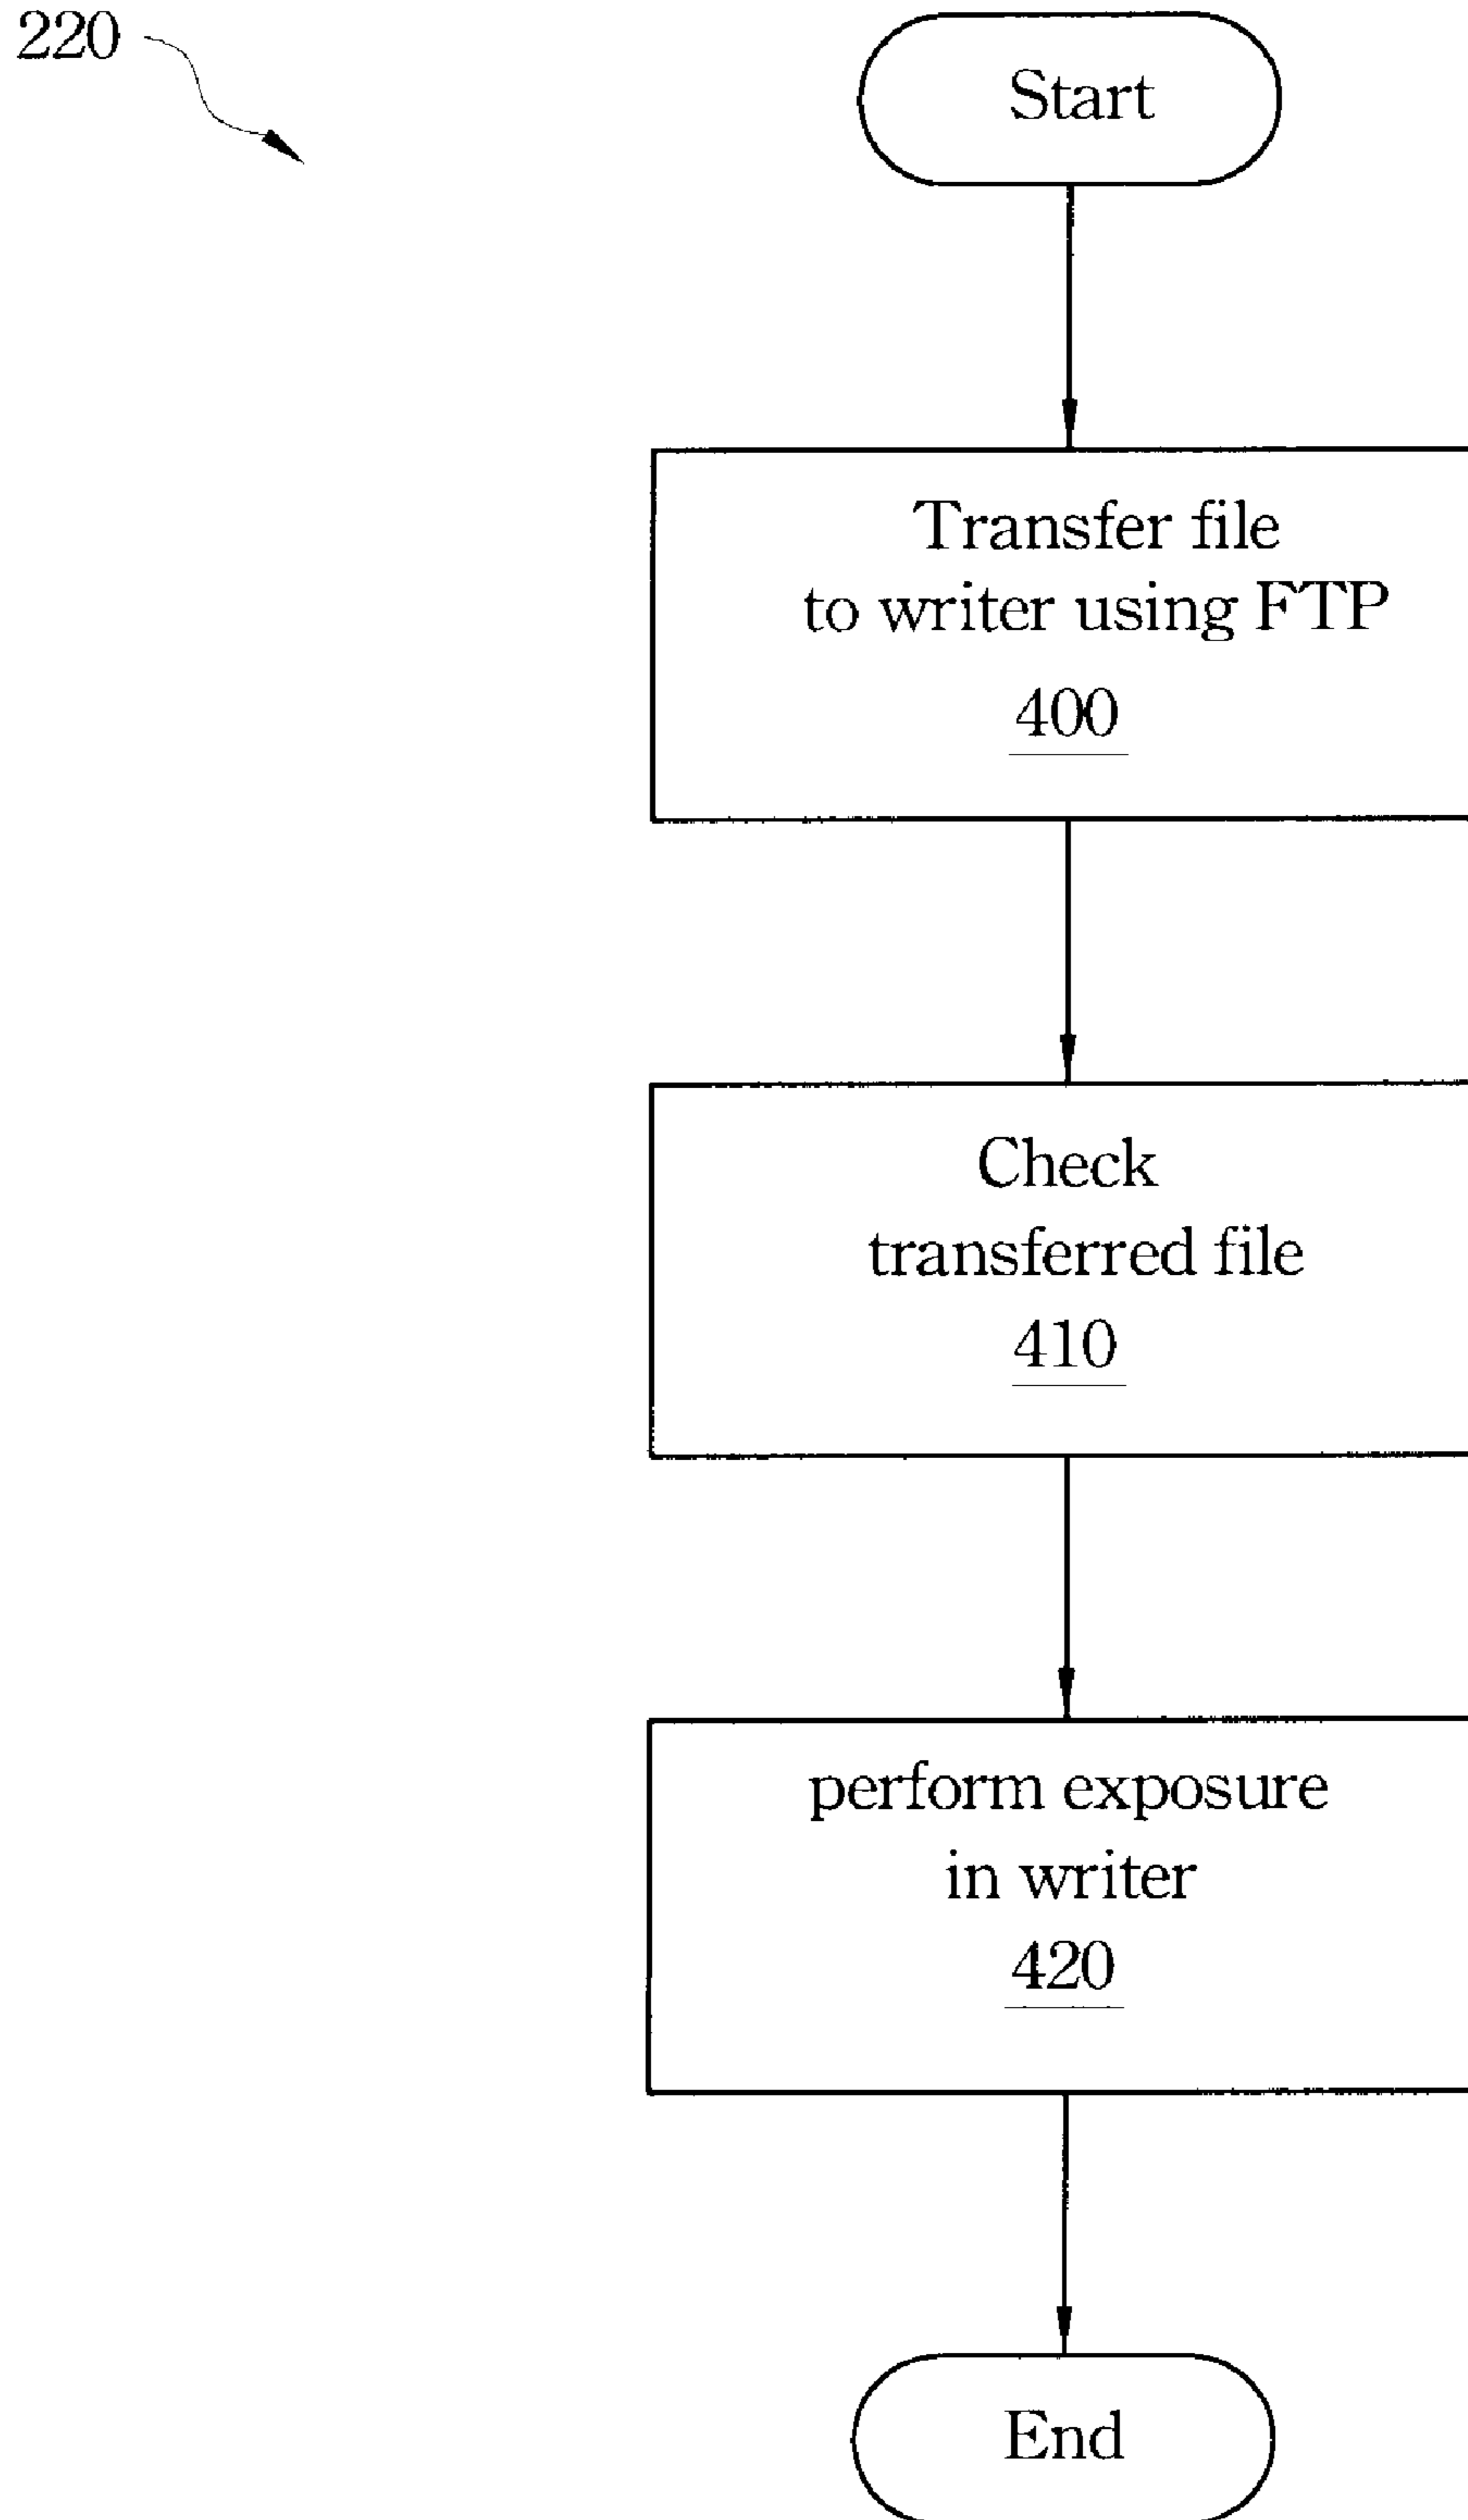 220
Start
Transfer file
to writer using FTP
400
Check
transferred file
410
perform exposure
in writer
420
End